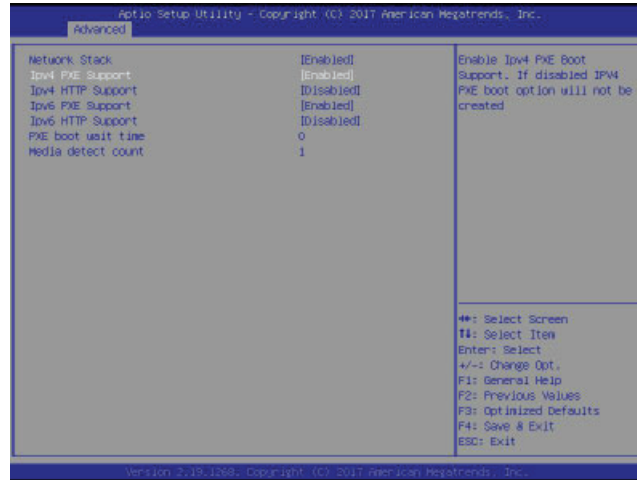 Aptio Setup Utility - Copyright (C) 2017 American Megatrends, Inc.
Advanced
Network Stack [Enabled]
Ipv4 PXE Support [Enabled]
Ipv4 HTTP Support [Disabled]
Ipv6 PXE Support [Enabled]
Ipv6 HTTP Support [Disabled]
PXE boot wait time 0
Media detect count 1
Enable Ipv4 PXE Boot
Support. If disabled IPV4
PXE boot option will not be
created
→←: Select Screen
↑↓: Select Item
Enter: Select
+/-: Change Opt.
F1: General Help
F2: Previous Values
F3: Optimized Defaults
F4: Save & Exit
ESC: Exit
Version 2.19.1268. Copyright (C) 2017 American Megatrends, Inc.